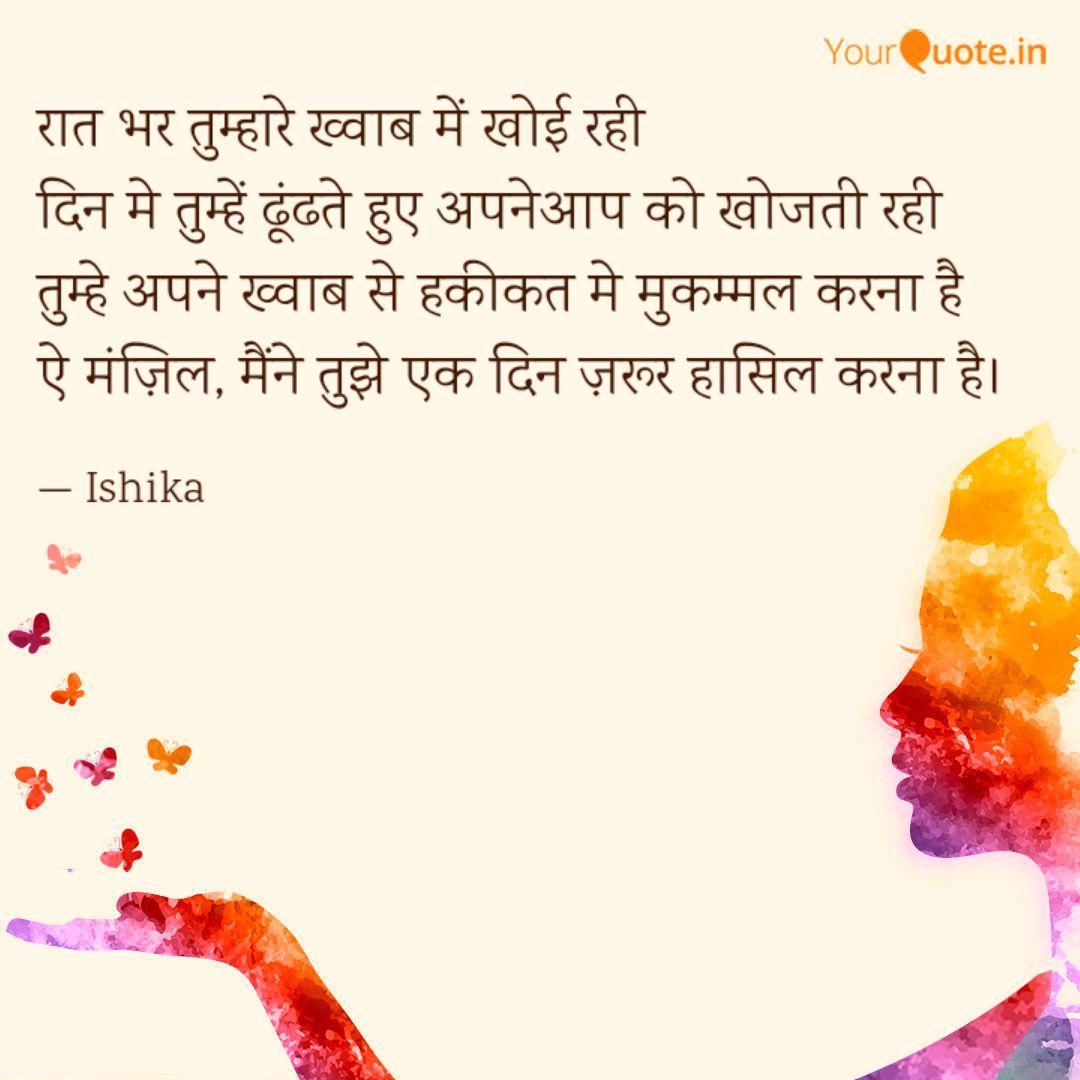 YourQuote.in
रात भर तुम्हारे ख्वाब में खोई रही
दिन मे तुम्हें ढूंढते हुए अपनेआप को खोजती रही
तुम्हे अपने ख्वाब से हकीकत मे मुकम्मल करना है
ऐ मंज़िल, मैंने तुझे एक दिन ज़रूर हासिल करना है।
— Ishika